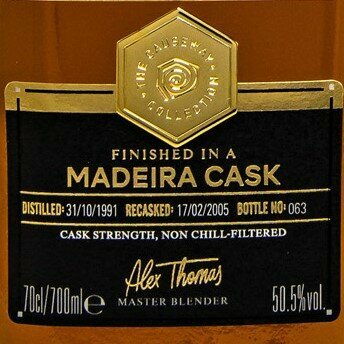 THE CAUSEWAY
COLLECTION
FINISHED IN A
MADEIRA CASK
DISTILLED: 31/10/1991 RECASKED: 17/02/2005 BOTTLE NO: 063
CASK STRENGTH, NON CHILL-FILTERED
Alex Thomas
70cl/700ml℮ MASTER BLENDER 50.5%vol.